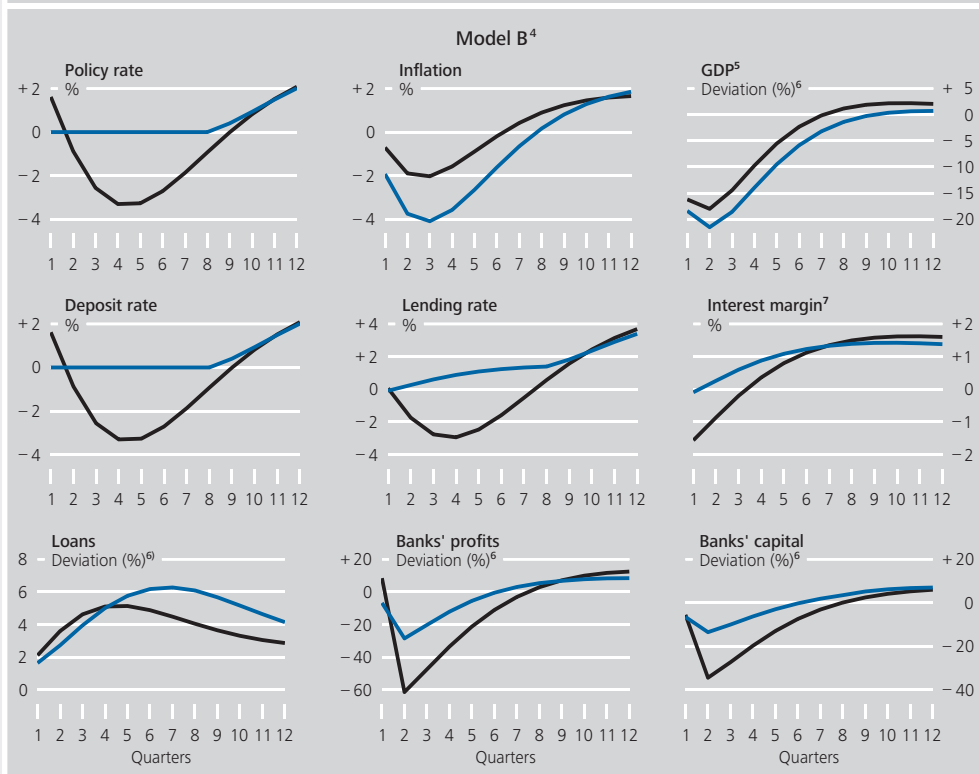 Model B⁴
Policy rate
%
+2
0
−2
−4
1 2 3 4 5 6 7 8 9 10 11 12
Inflation
%
+2
0
−2
−4
1 2 3 4 5 6 7 8 9 10 11 12
GDP⁵
Deviation (%)⁶
+ 5
0
− 5
− 10
− 15
− 20
1 2 3 4 5 6 7 8 9 10 11 12
Deposit rate
%
+2
0
−2
−4
1 2 3 4 5 6 7 8 9 10 11 12
Lending rate
%
+4
+2
0
−2
−4
1 2 3 4 5 6 7 8 9 10 11 12
Interest margin⁷
%
+2
+1
0
−1
−2
1 2 3 4 5 6 7 8 9 10 11 12
Loans
Deviation (%)⁶⁾
8
6
4
2
0
1 2 3 4 5 6 7 8 9 10 11 12
Quarters
Banks' profits
Deviation (%)⁶
+20
0
−20
−40
−60
1 2 3 4 5 6 7 8 9 10 11 12
Quarters
Banks' capital
Deviation (%)⁶
+20
0
−20
−40
1 2 3 4 5 6 7 8 9 10 11 12
Quarters